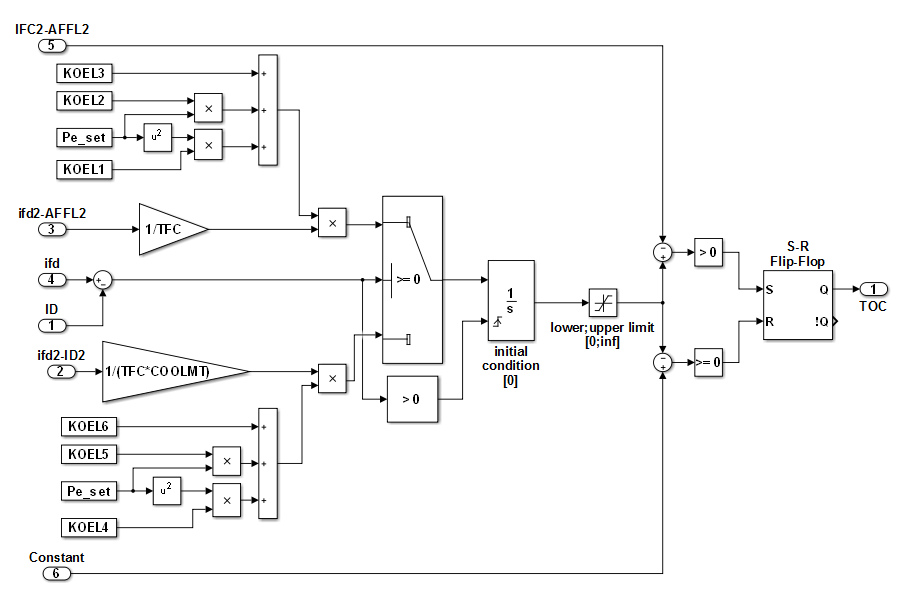 IFC2-AFFL2
5
KOEL3
KOEL2
×
+
+
+
Pe_set
u²
×
KOEL1
ifd2-AFFL2
3
1/TFC
×
ifd
4
+
−
ID
1
>= 0
1
s
initial
condition
[0]
lower;upper limit
[0;inf]
−
+
> 0
S-R
Flip-Flop
S
Q
R
!Q
1
TOC
−
+
>= 0
ifd2-ID2
2
1/(TFC*COOLMT)
×
> 0
KOEL6
KOEL5
×
+
+
+
Pe_set
u²
×
KOEL4
Constant
6